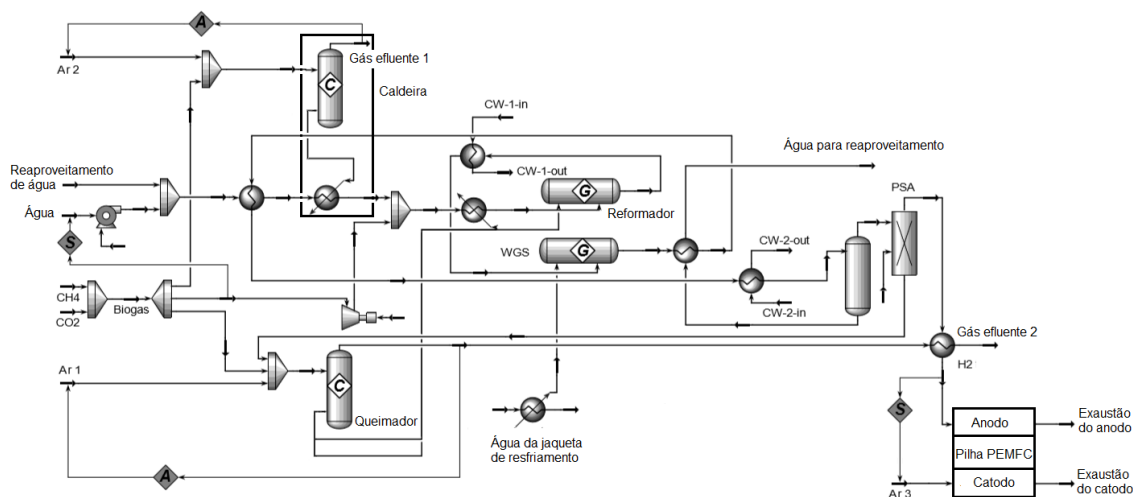 A
Ar 2
Gás efluente 1
C
Caldeira
CW-1-in
Água para reaproveitamento
Reaproveitamento
de água
CW-1-out
G
Reformador
PSA
Água
S
WGS
G
CW-2-out
CH4
CO2
Biogas
CW-2-in
Ar 1
C
Queimador
Gás efluente 2
H2
Água da jaqueta
de resfriamento
S
A
Anodo
Exaustão
do anodo
Pilha PEMFC
Catodo
Exaustão
do catodo
Ar 3